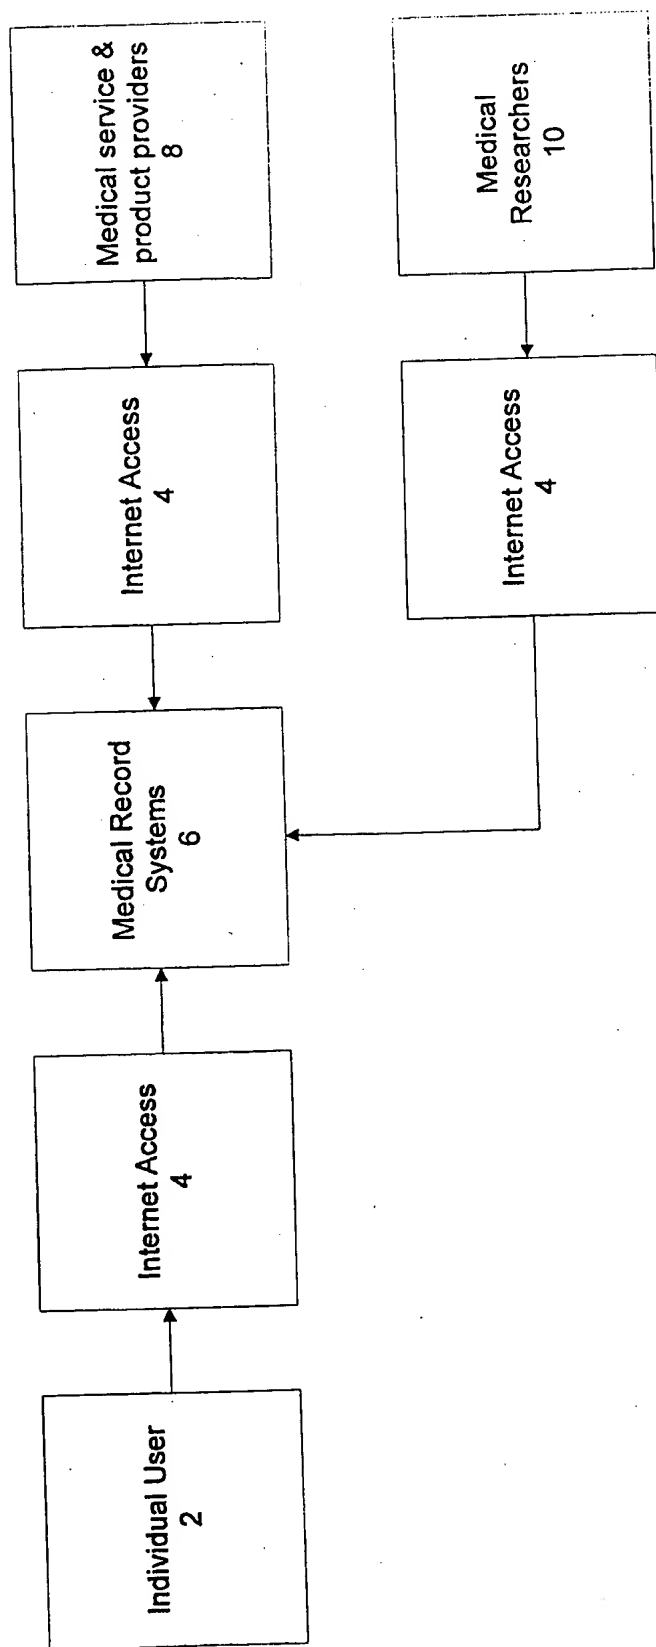 Individual User
2
Internet Access
4
Medical Record
Systems
6
Internet Access
4
Medical service &
product providers
8
Internet Access
4
Medical
Researchers
10